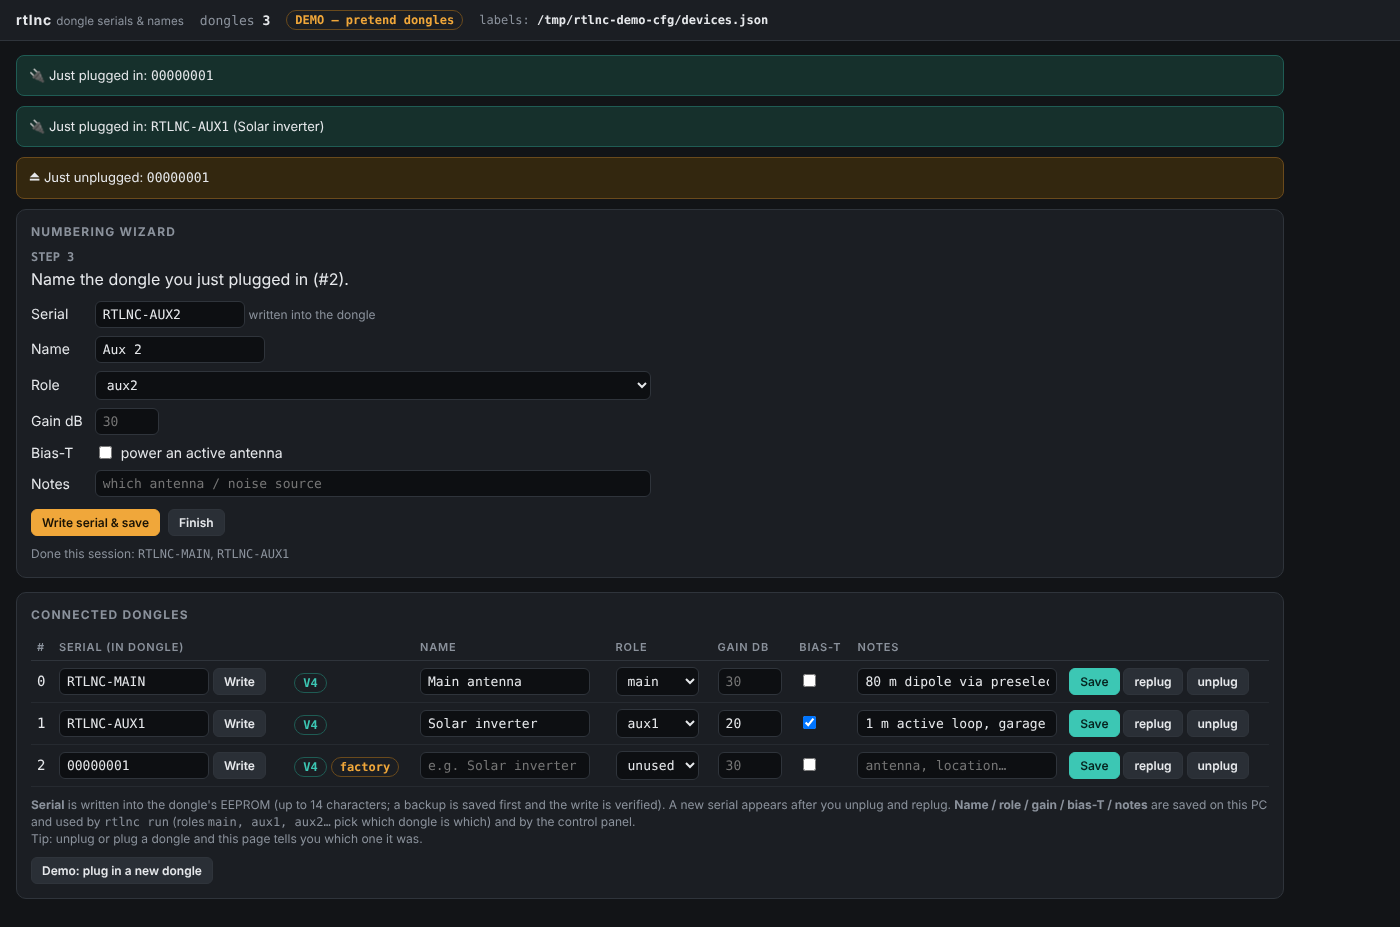 rtlnc dongle serials & names dongles 3 DEMO — pretend dongles labels: /tmp/rtlnc-demo-cfg/devices.json
Just plugged in: 00000001
Just plugged in: RTLNC-AUX1 (Solar inverter)
Just unplugged: 00000001
NUMBERING WIZARD
STEP 3
Name the dongle you just plugged in (#2).
Serial RTLNC-AUX2 written into the dongle
Name Aux 2
Role aux2
Gain dB 30
Bias-T power an active antenna
Notes which antenna / noise source
Write serial & save Finish
Done this session: RTLNC-MAIN, RTLNC-AUX1
CONNECTED DONGLES
# SERIAL (IN DONGLE) NAME ROLE GAIN DB BIAS-T NOTES
0 RTLNC-MAIN Write V4 Main antenna main 30 80 m dipole via preselec Save replug unplug
1 RTLNC-AUX1 Write V4 Solar inverter aux1 20 1 m active loop, garage Save replug unplug
2 00000001 Write V4 factory e.g. Solar inverter unused 30 antenna, location… Save replug unplug
Serial is written into the dongle's EEPROM (up to 14 characters; a backup is saved first and the write is verified). A new serial appears after you unplug and replug. Name / role / gain / bias-T / notes are saved on this PC
and used by rtlnc run (roles main, aux1, aux2… pick which dongle is which) and by the control panel.
Tip: unplug or plug a dongle and this page tells you which one it was.
Demo: plug in a new dongle